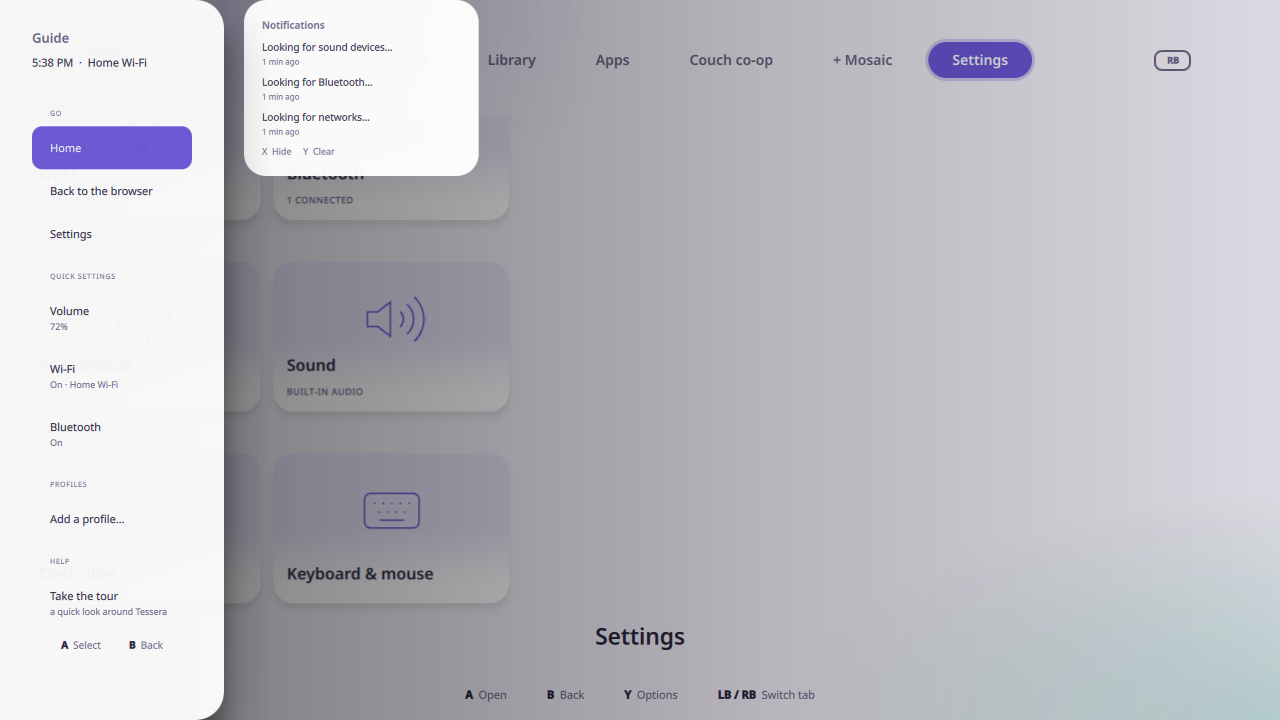 Guide
5:38 PM · Home Wi-Fi
GO
Home
Back to the browser
Settings
QUICK SETTINGS
Volume
72%
Wi-Fi
On · Home Wi-Fi
Bluetooth
On
PROFILES
Add a profile...
HELP
Take the tour
a quick look around Tessera
A Select B Back
Notifications
Looking for sound devices...
1 min ago
Looking for Bluetooth...
1 min ago
Looking for networks...
1 min ago
X Hide Y Clear
Library Apps Couch co-op + Mosaic Settings RB
Bluetooth
1 CONNECTED
Sound
BUILT-IN AUDIO
Keyboard & mouse
Appearance
Controller
Settings
A Open B Back Y Options LB / RB Switch tab